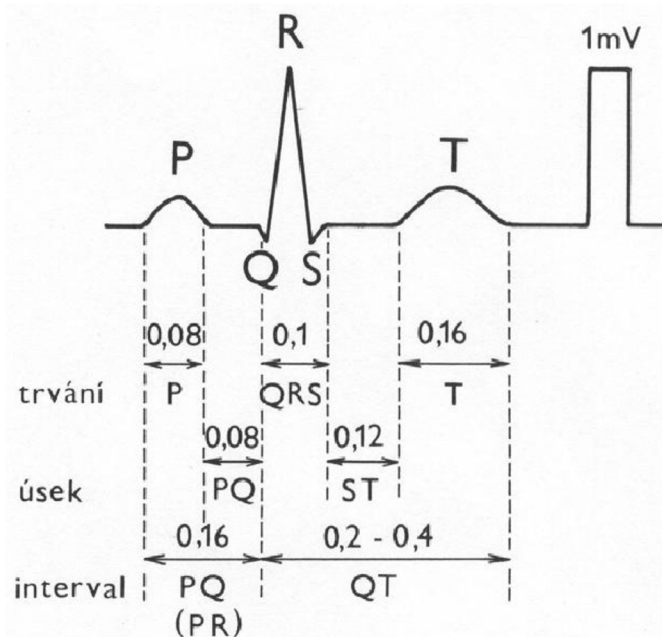 R
1mV
P
T
Q S
0,08 0,1 0,16
trvání P QRS T
0,08 0,12
úsek PQ ST
0,16 0,2 - 0,4
interval PQ QT
(PR)